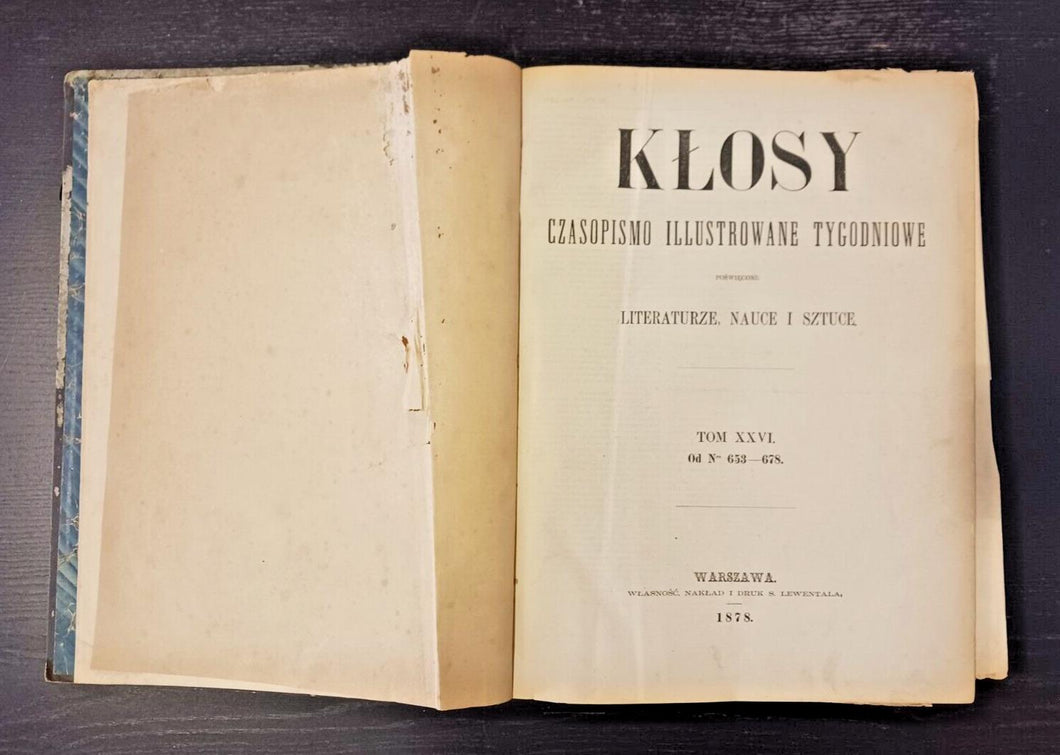 KŁOSY
CZASOPISMO ILLUSTROWANE TYGODNIOWE
POŚWIĘCONE
LITERATURZE, NAUCE I SZTUCE.
TOM XXVI.
Od Nru 653—678.
WARSZAWA.
WŁASNOŚĆ, NAKŁAD I DRUK S. LEWENTALA.
1878.